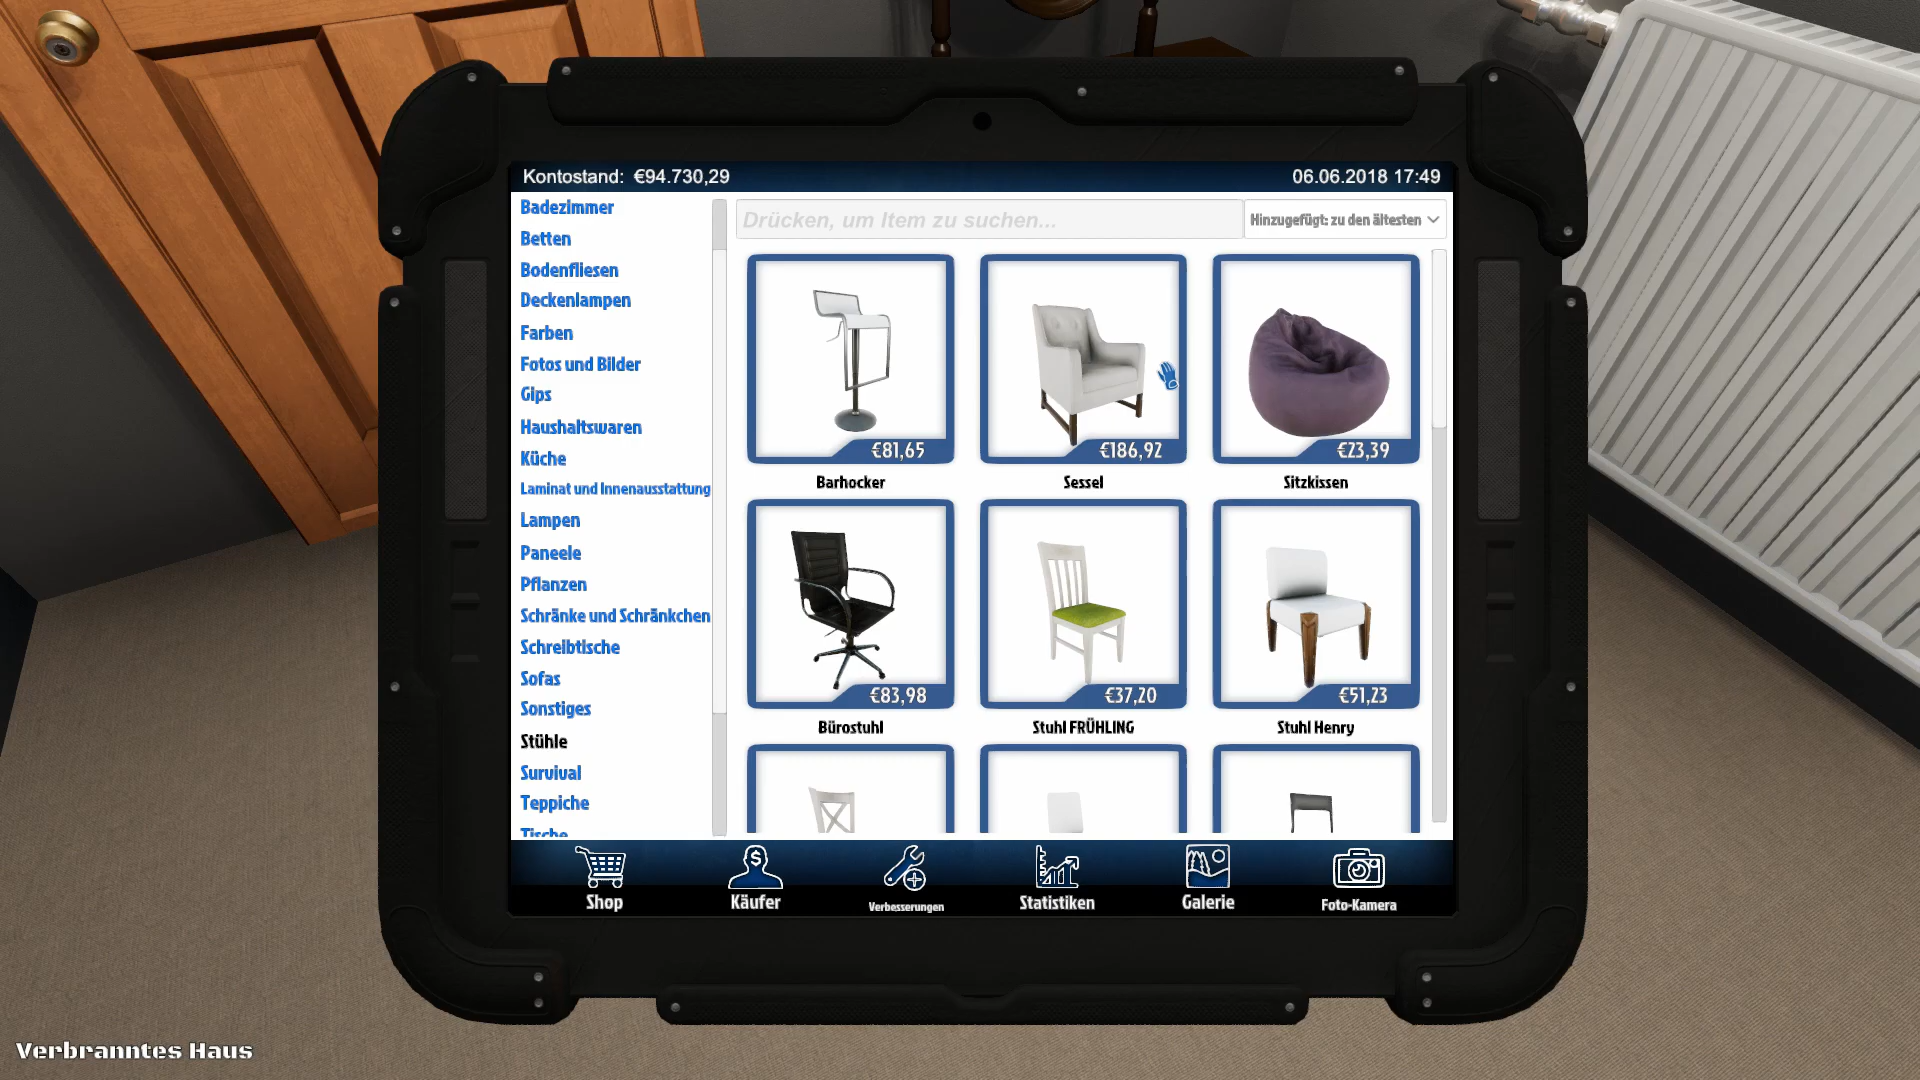 Kontostand: €94.730,29
06.06.2018 17:49
Badezimmer
Betten
Bodenfliesen
Deckenlampen
Farben
Fotos und Bilder
Gips
Haushaltswaren
Küche
Laminat und Innenausstattung
Lampen
Paneele
Pflanzen
Schränke und Schränkchen
Schreibtische
Sofas
Sonstiges
Stühle
Survival
Teppiche
Tische
Drücken, um Item zu suchen...
Hinzugefügt: zu den ältesten
€81,65
€186,92
€23,39
Barhocker
Sessel
Sitzkissen
€83,98
€37,20
€51,23
Bürostuhl
Stuhl FRÜHLING
Stuhl Henry
Shop
Käufer
Verbesserungen
Statistiken
Galerie
Foto-Kamera
Verbranntes Haus